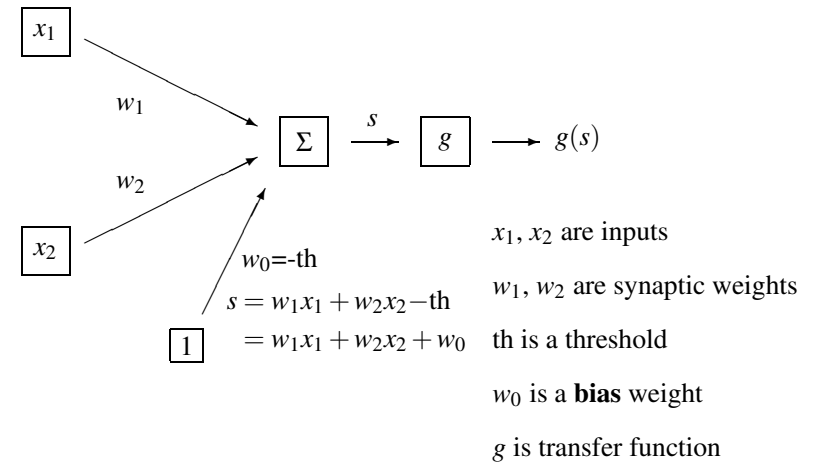 x₁
w₁
Σ
s
g
g(s)
w₂
x₂
w₀=-th
s = w₁x₁ + w₂x₂−th
= w₁x₁ + w₂x₂ + w₀
1
x₁, x₂ are inputs
w₁, w₂ are synaptic weights
th is a threshold
w₀ is a bias weight
g is transfer function